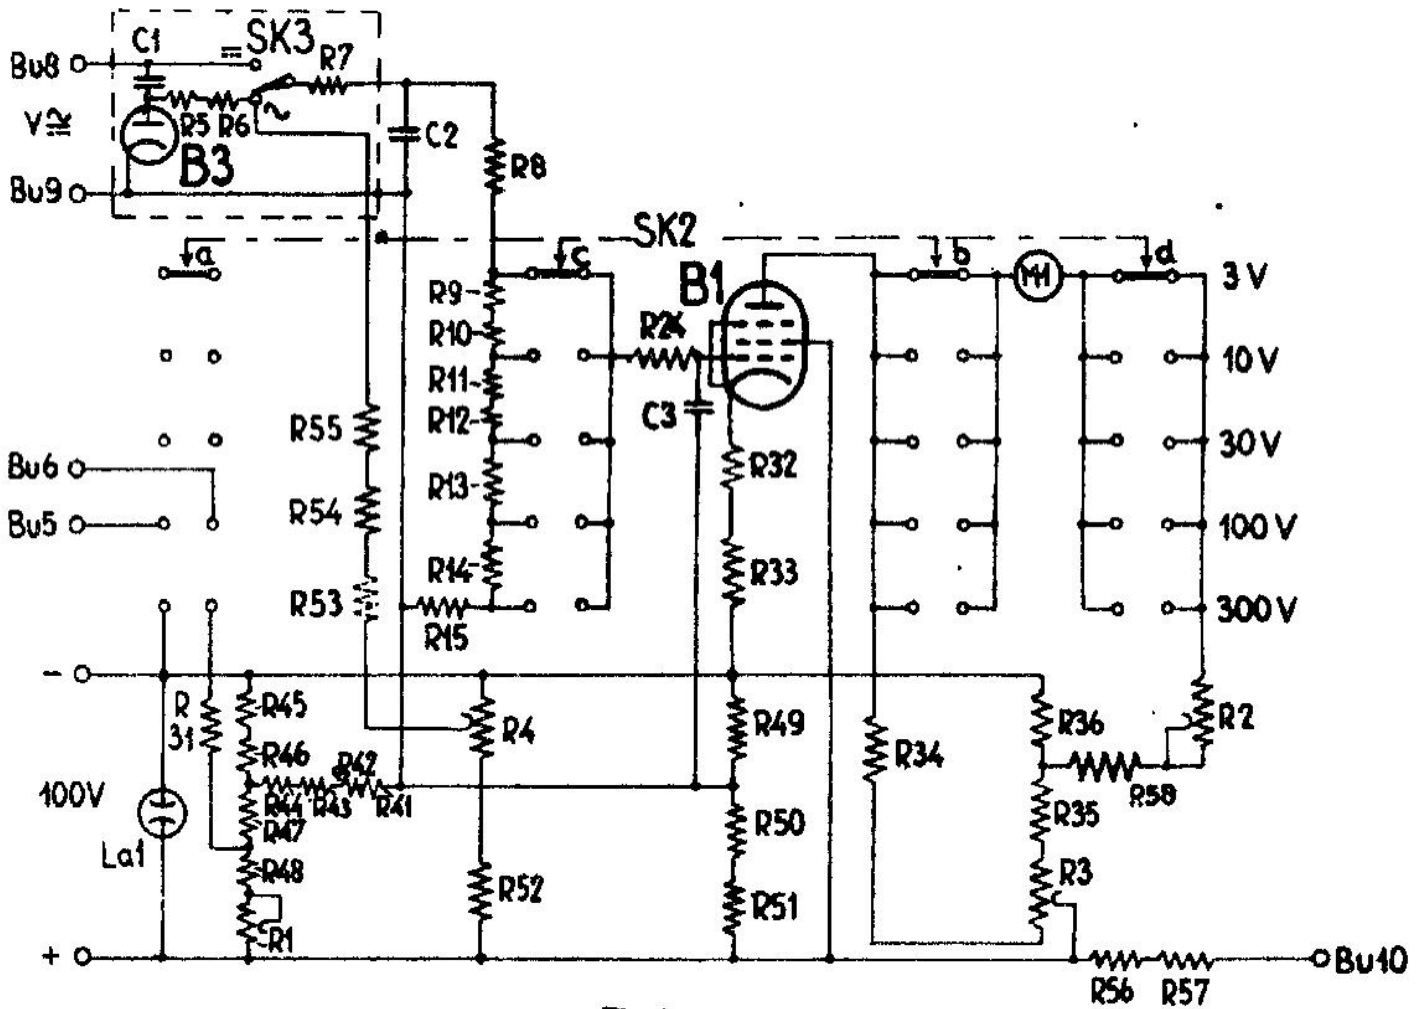 C1
= SK3
Bu8
R7
V≅
R5 R6
~
C2
B3
R8
Bu9
a
SK2
c
b
d
B1
M1
3 V
R9
R10
R24
10 V
R11
R12
C3
R55
30 V
R32
Bu6
R13
R54
Bu5
100 V
R14
R33
R53
300 V
R15
-
R
31
R45
R4
R49
R36
R2
R46
R34
R42
R58
100V
R44
R43
R41
R47
R50
R35
La1
R48
R3
R52
R51
R1
+
Bu10
R56 R57